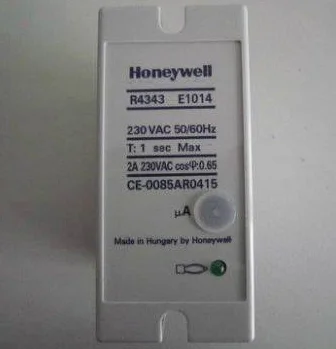 Honeywell
R4343 E1014
230 VAC 50/60Hz
T: 1 sec Max
2A 230VAC cosφ:0.65
CE-0085AR0415
µA
Made in Hungary by Honeywell